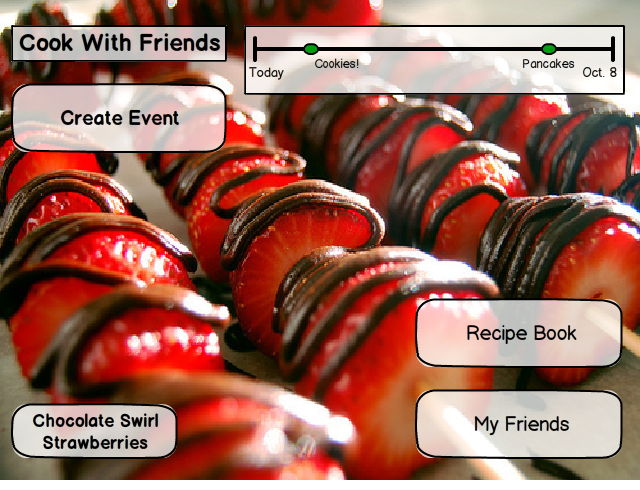 Cook With Friends
Today
Cookies!
Pancakes
Oct. 8
Create Event
Recipe Book
Chocolate Swirl
Strawberries
My Friends